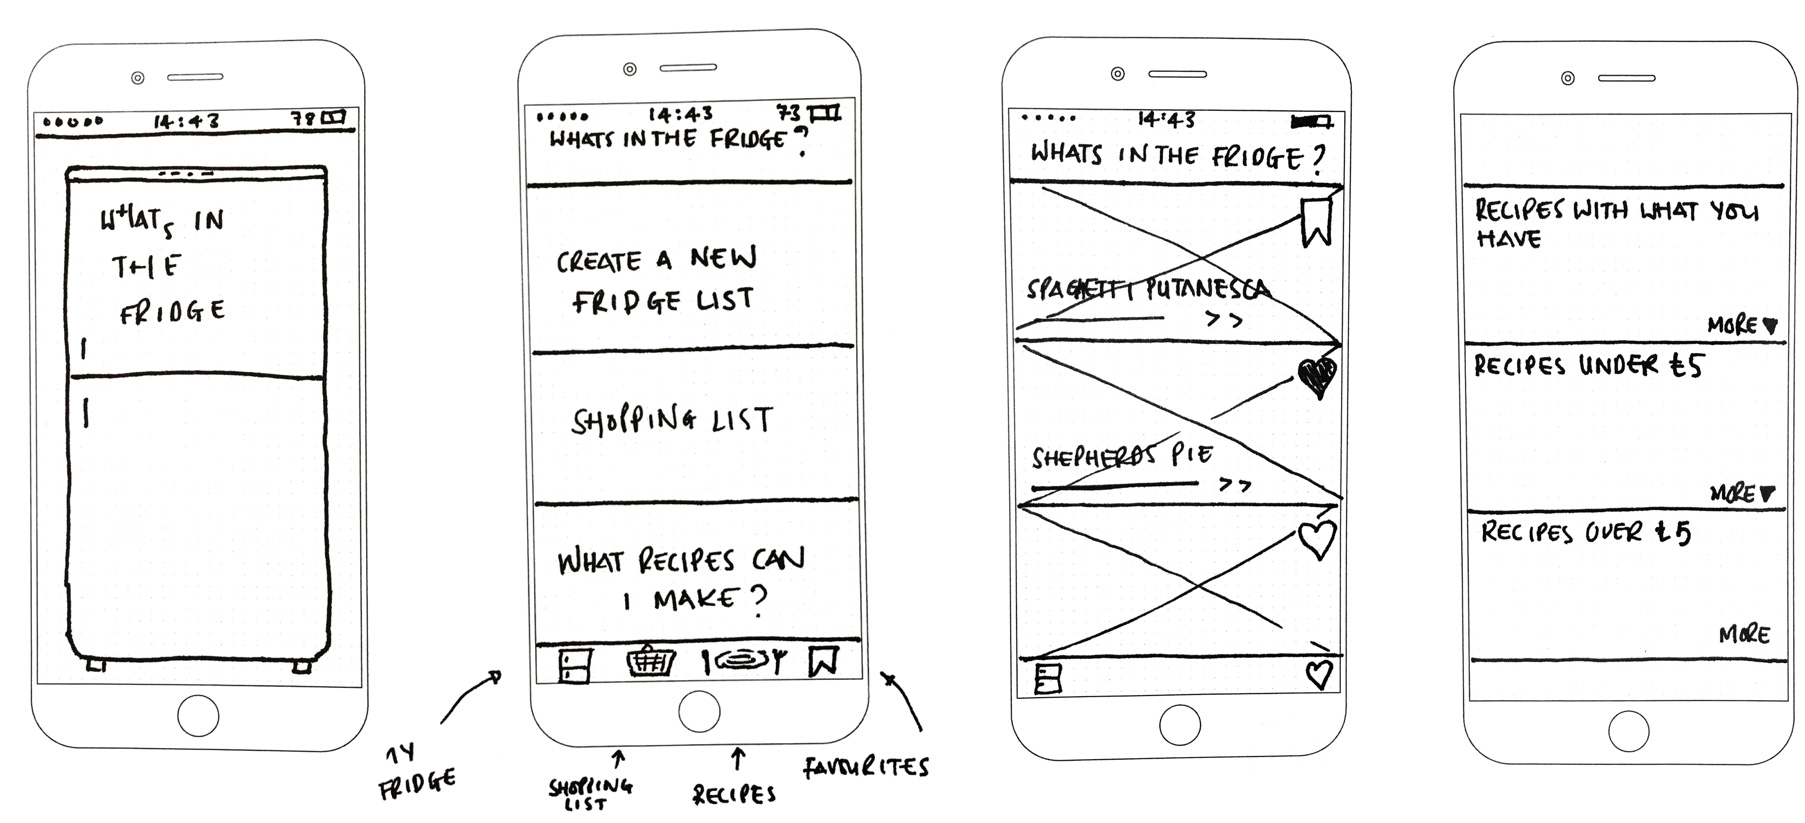 14:43 78
WHATS IN
THE
FRIDGE
14:43 73
WHATS IN THE FRIDGE?
CREATE A NEW
FRIDGE LIST
SHOPPING LIST
WHAT RECIPES CAN
I MAKE?
MY
FRIDGE
SHOPPING
LIST
RECIPES
FAVOURITES
14:43
WHATS IN THE FRIDGE?
SPAGHETTI PUTANESCA
>>
SHEPHERDS PIE
>>
RECIPES WITH WHAT YOU
HAVE
MORE
RECIPES UNDER £5
MORE
RECIPES OVER £5
MORE